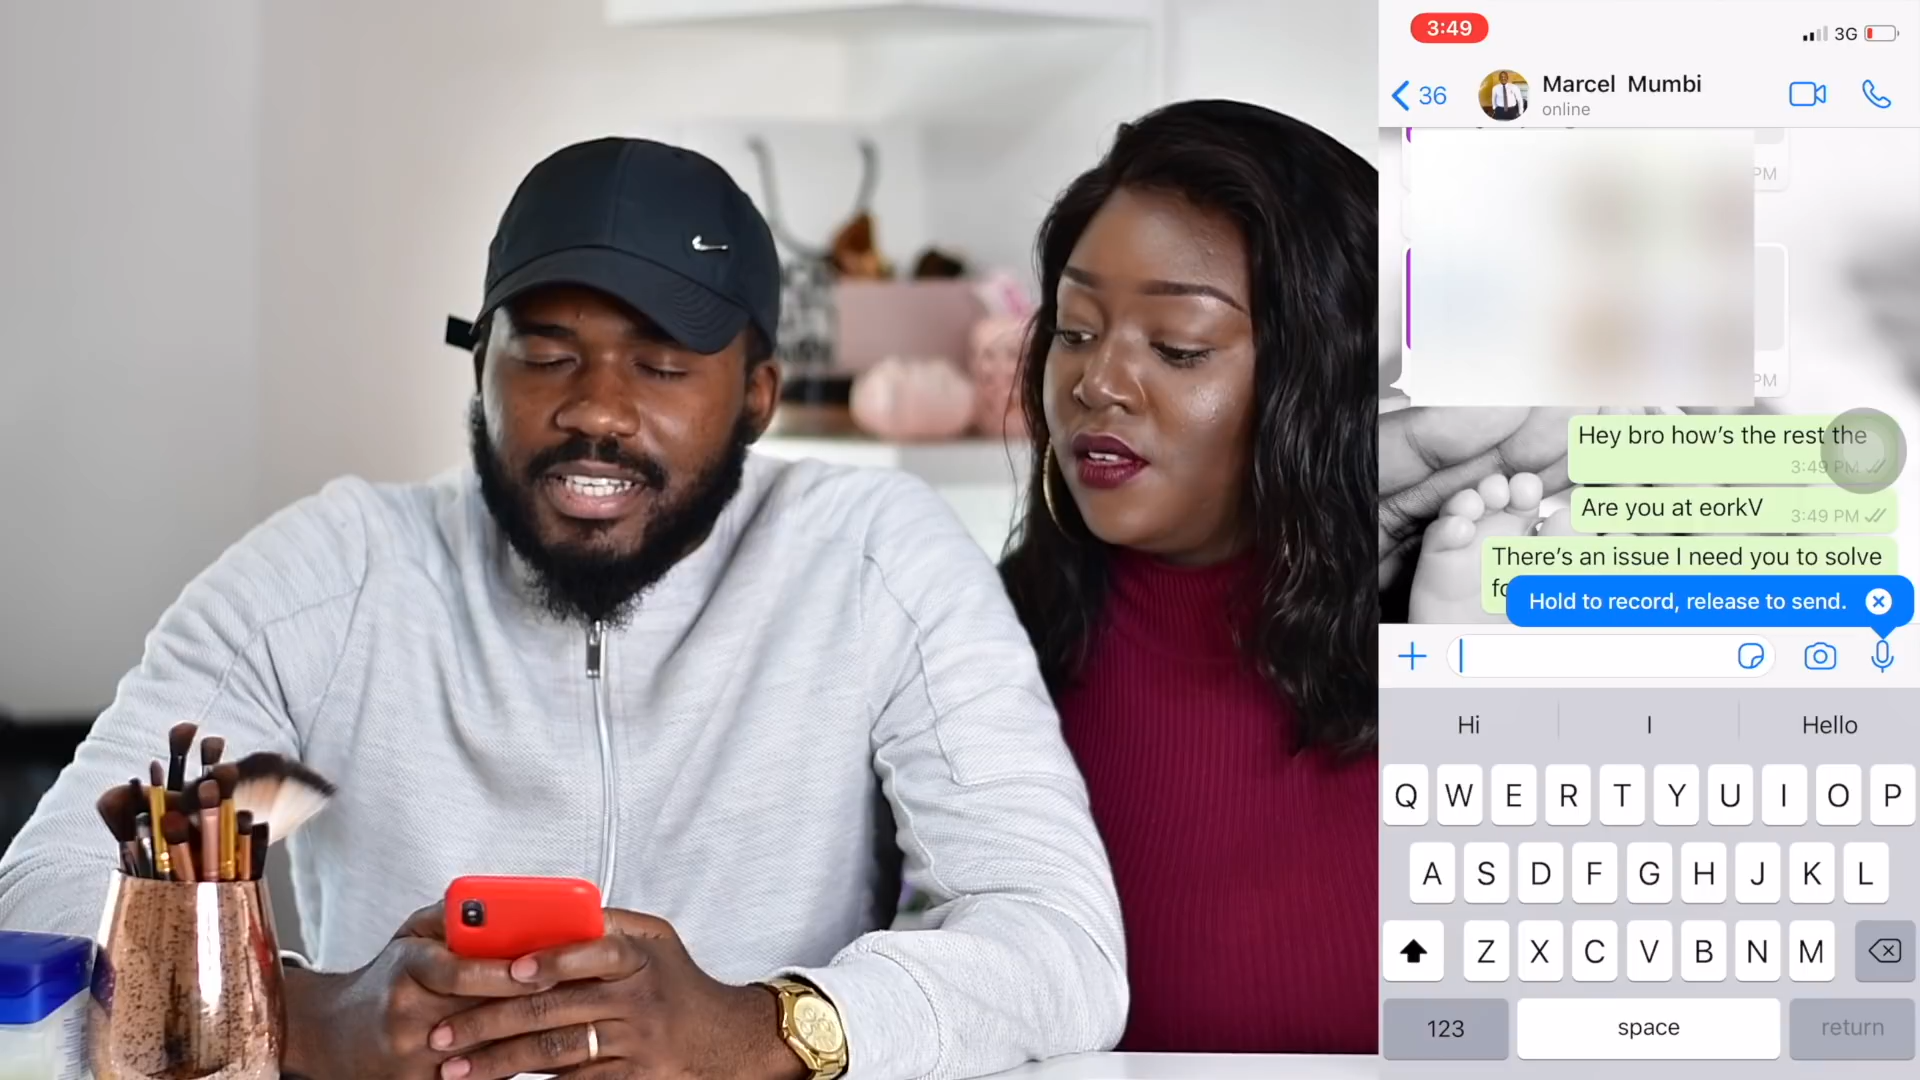 3:49
3G
36
Marcel Mumbi
online
PM
PM
Hey bro how's the rest the
3:49 PM
Are you at eorkV
3:49 PM
There's an issue I need you to solve
Hold to record, release to send.
Hi
I
Hello
Q W E R T Y U I O P
A S D F G H J K L
Z X C V B N M
123
space
return